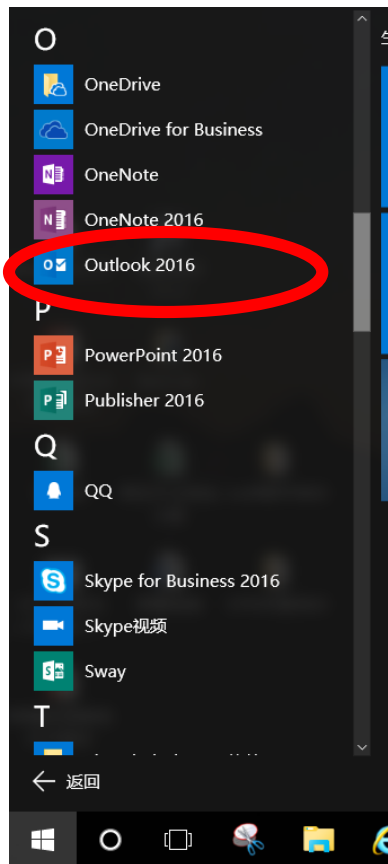 O
OneDrive
OneDrive for Business
OneNote
OneNote 2016
Outlook 2016
P
PowerPoint 2016
Publisher 2016
Q
QQ
S
Skype for Business 2016
Skype视频
Sway
T
返回